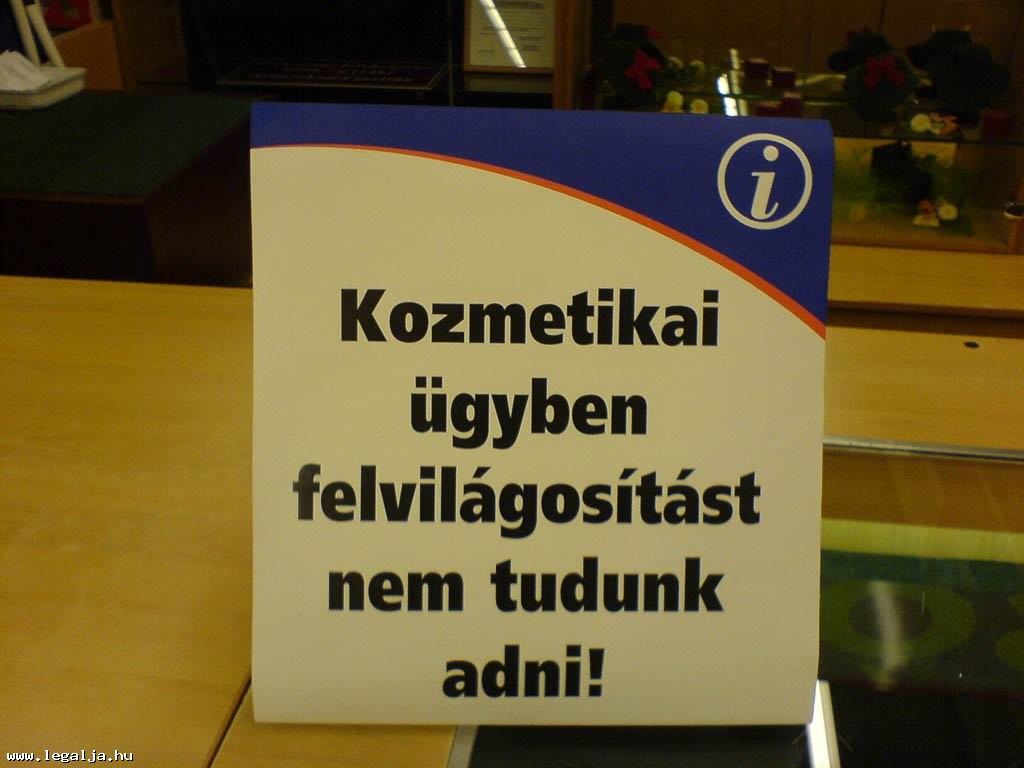 i
Kozmetikai
ügyben
felvilágosítást
nem tudunk
adni!
www.legalja.hu